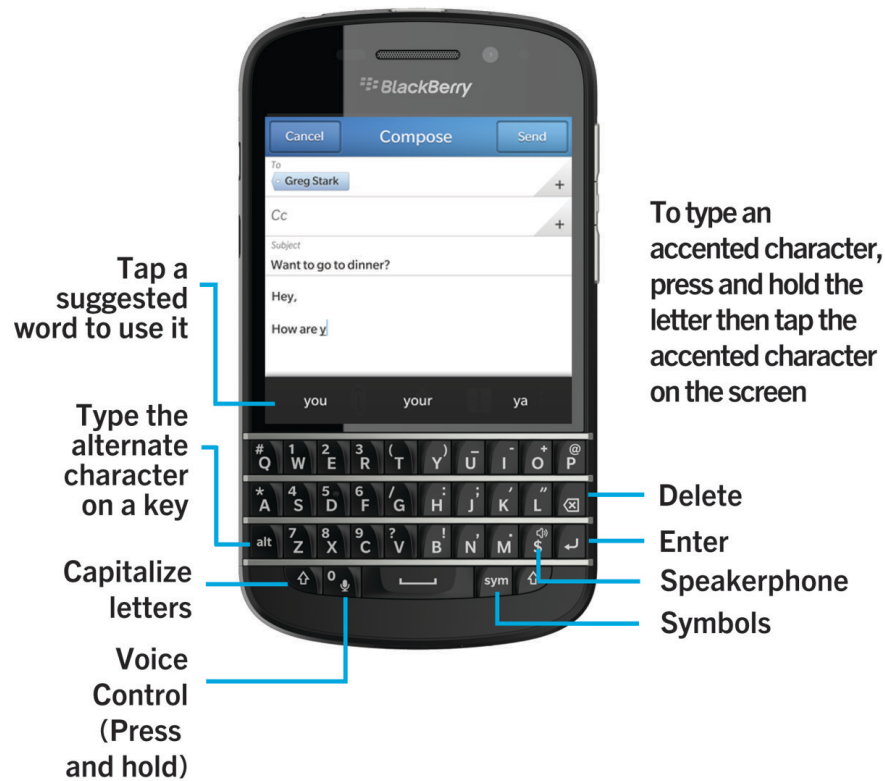 BlackBerry
Cancel Compose Send
To
Greg Stark +
Cc +
Subject
Want to go to dinner?
Hey,
How are y
you your ya
# Q 1 W 2 E 3 R ( T ) Y _ U - I + O @ P
* A 4 S 5 D 6 F / G : H ; J ' K " L
alt 7 Z 8 X 9 C ? V ! B , N . M $
0 sym
Tap a
suggested
word to use it
Type the
alternate
character
on a key
Capitalize
letters
Voice
Control
(Press
and hold)
To type an
accented character,
press and hold the
letter then tap the
accented character
on the screen
Delete
Enter
Speakerphone
Symbols